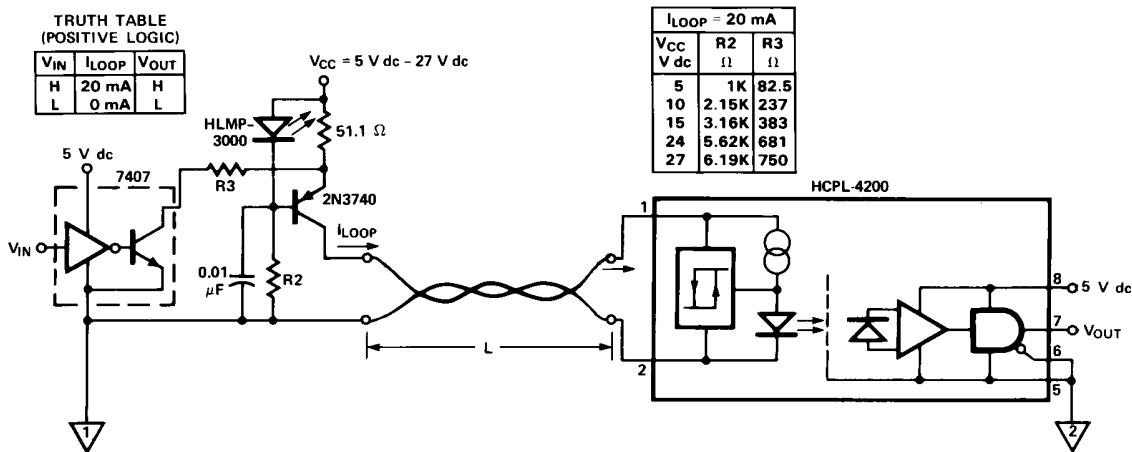 TRUTH TABLE
(POSITIVE LOGIC)
VIN ILOOP VOUT
H 20 mA H
L 0 mA L
ILOOP = 20 mA
VCC R2 R3
V dc Ω Ω
5 1K 82.5
10 2.15K 237
15 3.16K 383
24 5.62K 681
27 6.19K 750
VCC = 5 V dc – 27 V dc
HLMP-
3000
51.1 Ω
5 V dc
7407
R3
2N3740
HCPL-4200
VIN
ILOOP
0.01
μF
R2
L
1
2
8
5 V dc
7
VOUT
6
5
1
2